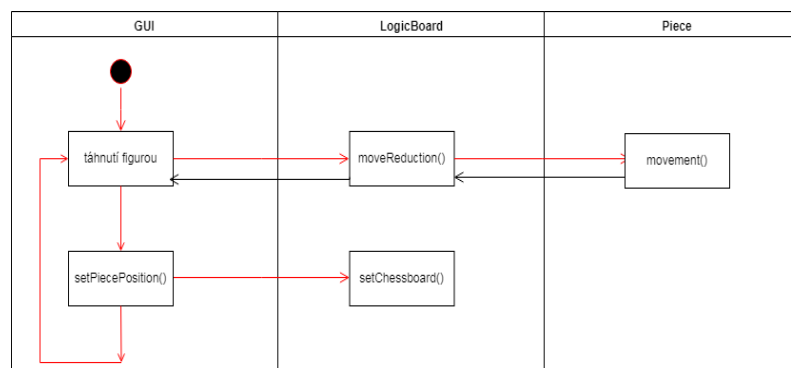 GUI
LogicBoard
Piece
táhnutí figurou
moveReduction()
movement()
setPiecePosition()
setChessboard()